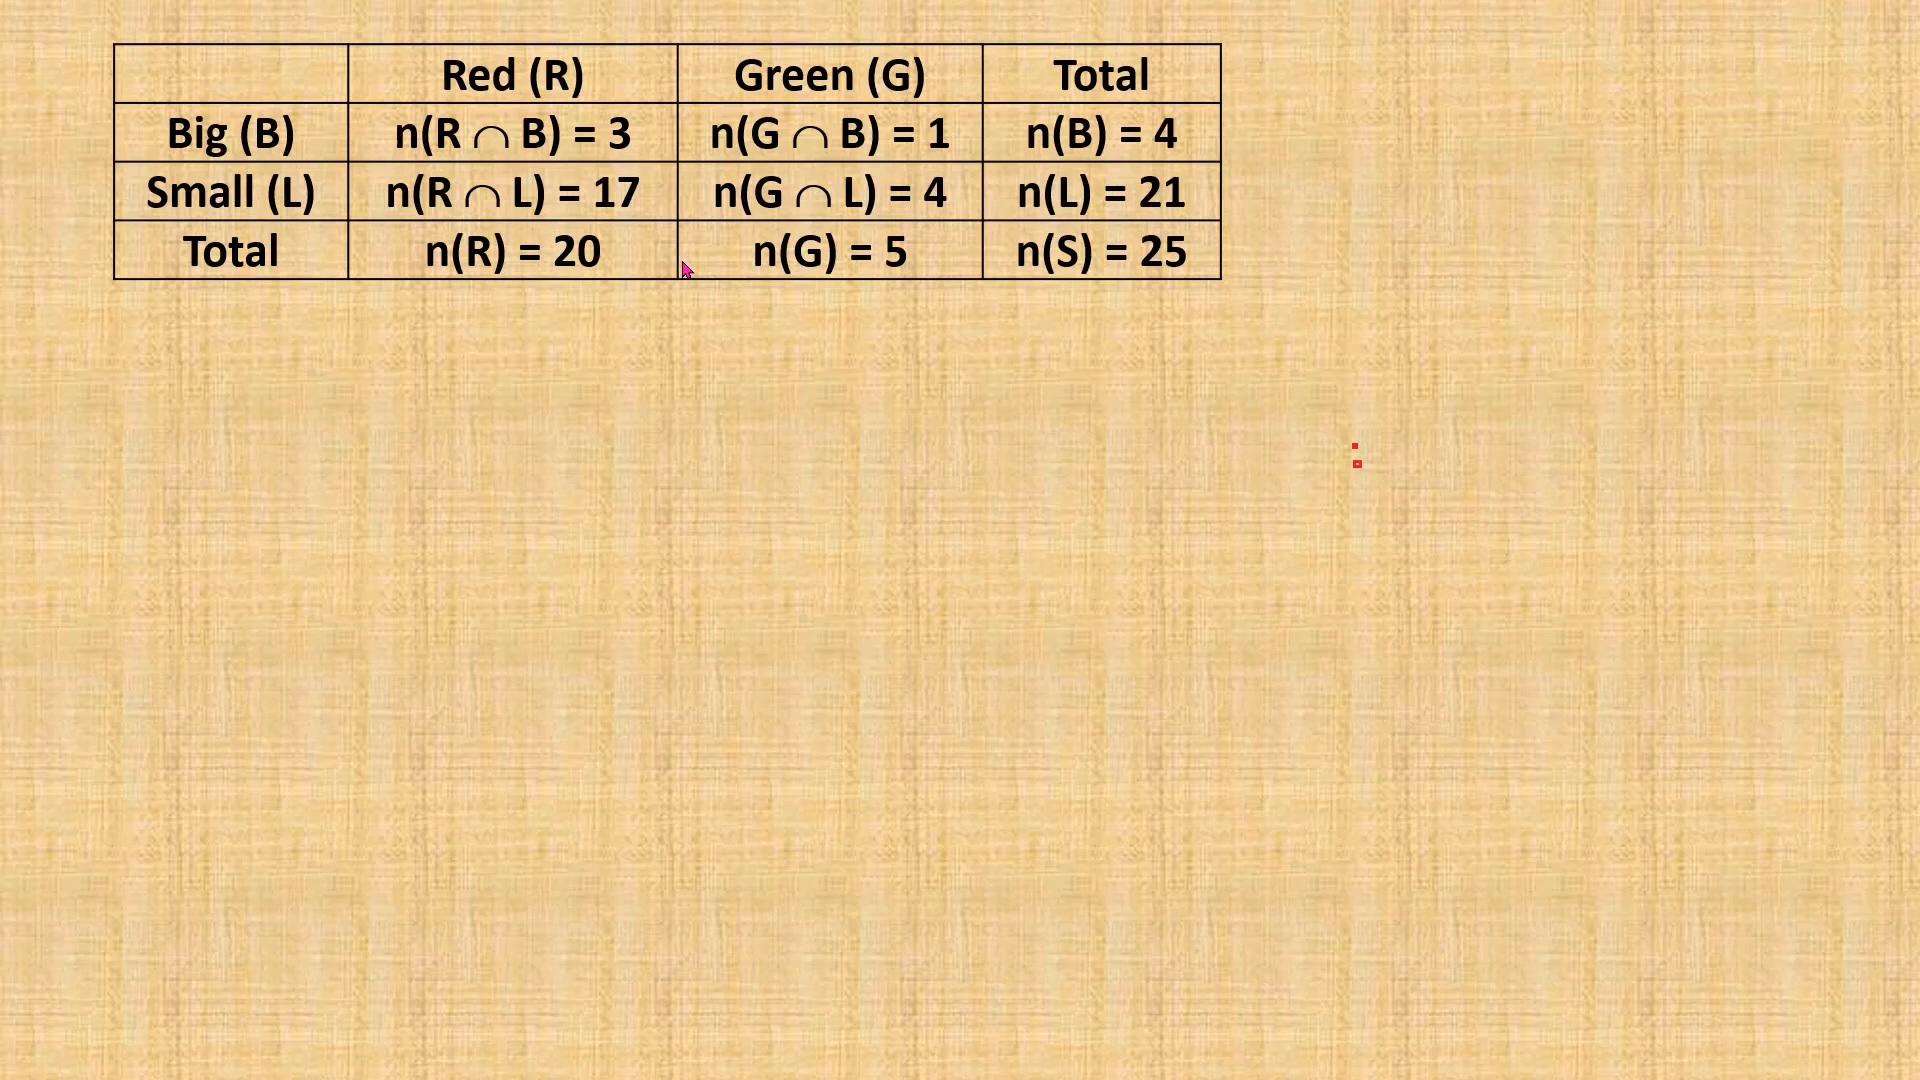 Red (R) Green (G) Total
Big (B) n(R ∩ B) = 3 n(G ∩ B) = 1 n(B) = 4
Small (L) n(R ∩ L) = 17 n(G ∩ L) = 4 n(L) = 21
Total n(R) = 20 n(G) = 5 n(S) = 25